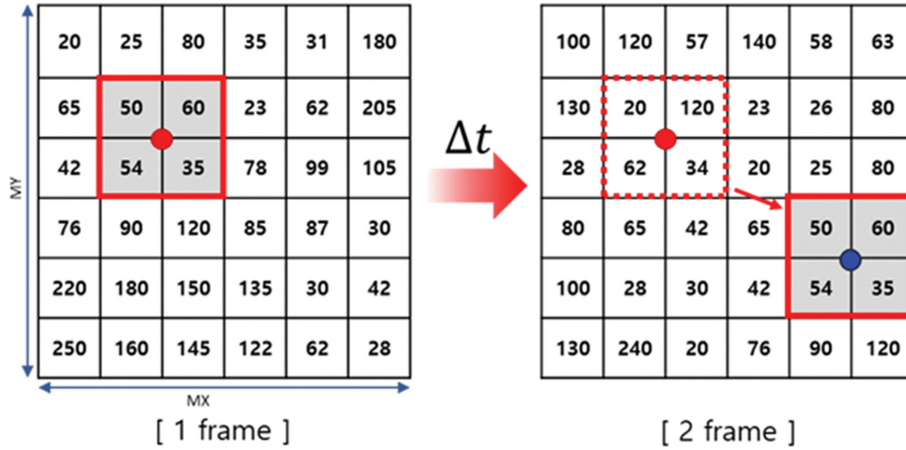 20 25 80 35 31 180
65 50 60 23 62 205
42 54 35 78 99 105
76 90 120 85 87 30
220 180 150 135 30 42
250 160 145 122 62 28
MY
MX
[ 1 frame ]
Δt
100 120 57 140 58 63
130 20 120 23 26 80
28 62 34 20 25 80
80 65 42 65 50 60
100 28 30 42 54 35
130 240 20 76 90 120
[ 2 frame ]